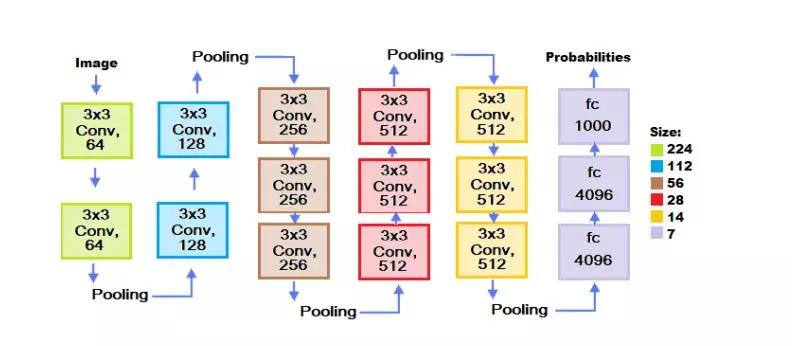 Image
3x3
Conv,
64
3x3
Conv,
64
Pooling
3x3
Conv,
128
3x3
Conv,
128
Pooling
3x3
Conv,
256
3x3
Conv,
256
3x3
Conv,
256
Pooling
3x3
Conv,
512
3x3
Conv,
512
3x3
Conv,
512
Pooling
3x3
Conv,
512
3x3
Conv,
512
3x3
Conv,
512
Pooling
fc
4096
fc
4096
fc
1000
Probabilities
Size:
224
112
56
28
14
7